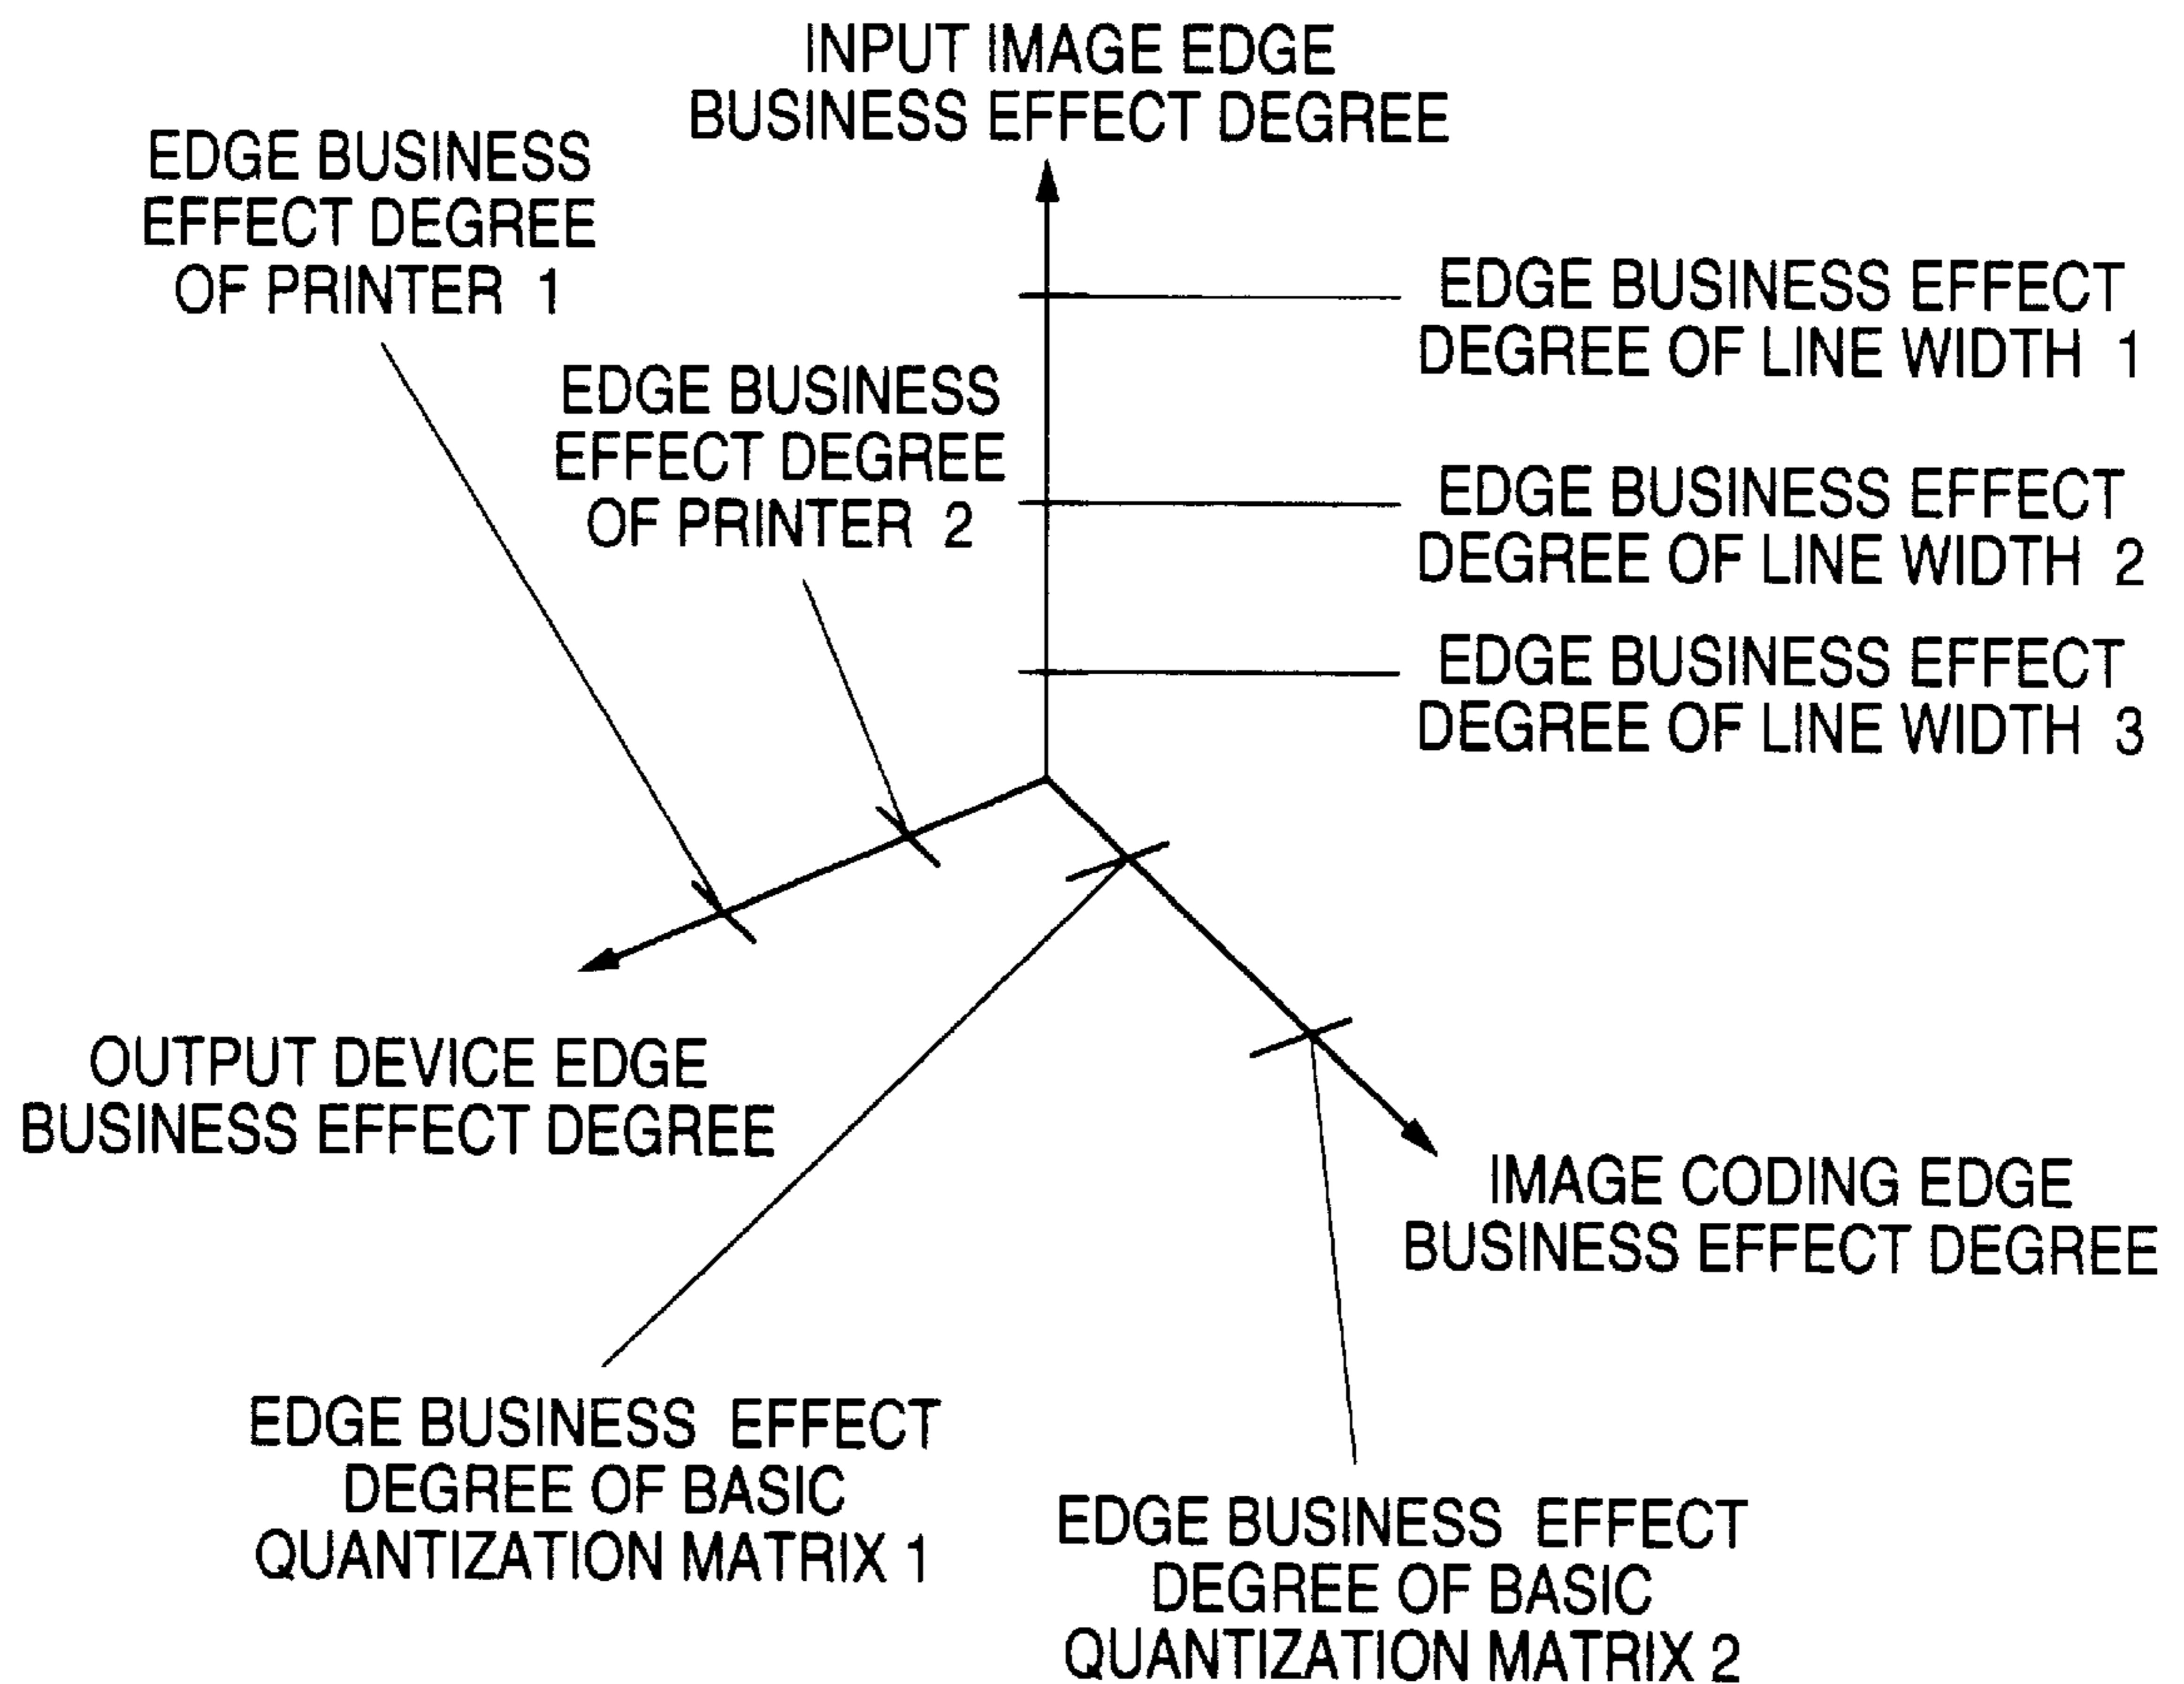 INPUT IMAGE EDGE
BUSINESS EFFECT DEGREE
EDGE BUSINESS
EFFECT DEGREE
OF PRINTER 1
EDGE BUSINESS
EFFECT DEGREE
OF PRINTER 2
EDGE BUSINESS EFFECT
DEGREE OF LINE WIDTH 1
EDGE BUSINESS EFFECT
DEGREE OF LINE WIDTH 2
EDGE BUSINESS EFFECT
DEGREE OF LINE WIDTH 3
OUTPUT DEVICE EDGE
BUSINESS EFFECT DEGREE
IMAGE CODING EDGE
BUSINESS EFFECT DEGREE
EDGE BUSINESS EFFECT
DEGREE OF BASIC
QUANTIZATION MATRIX 1
EDGE BUSINESS EFFECT
DEGREE OF BASIC
QUANTIZATION MATRIX 2